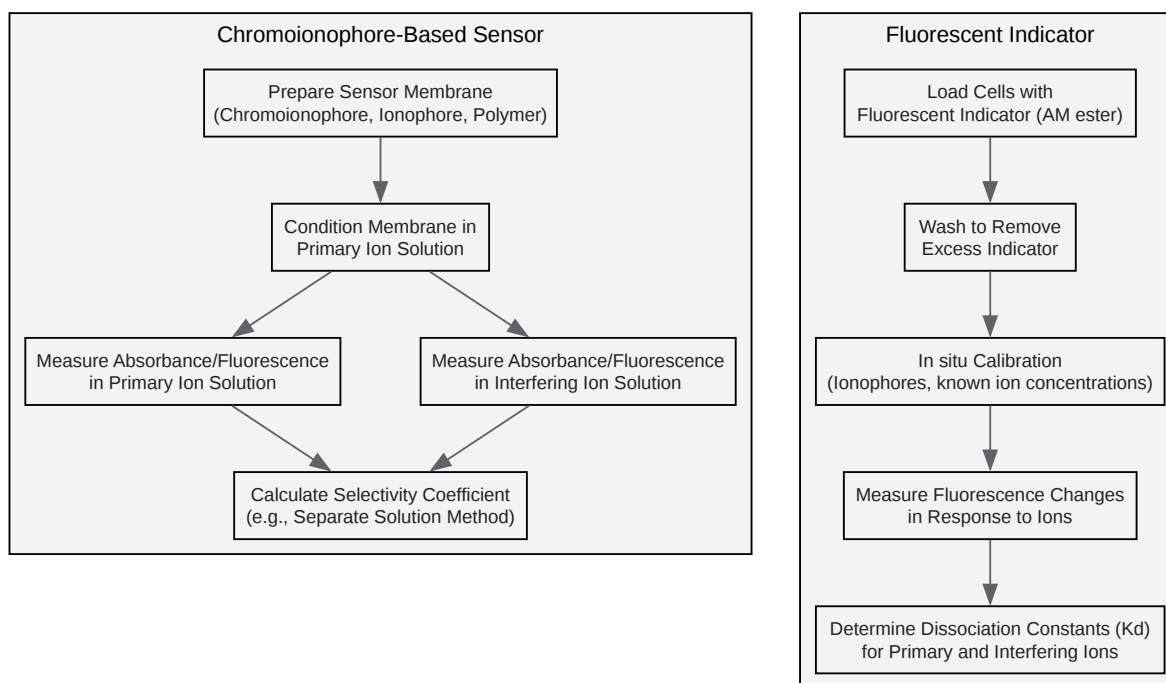 Chromoionophore-Based Sensor
Prepare Sensor Membrane
(Chromoionophore, Ionophore, Polymer)
Condition Membrane in
Primary Ion Solution
Measure Absorbance/Fluorescence
in Primary Ion Solution
Measure Absorbance/Fluorescence
in Interfering Ion Solution
Calculate Selectivity Coefficient
(e.g., Separate Solution Method)
Fluorescent Indicator
Load Cells with
Fluorescent Indicator (AM ester)
Wash to Remove
Excess Indicator
In situ Calibration
(Ionophores, known ion concentrations)
Measure Fluorescence Changes
in Response to Ions
Determine Dissociation Constants (Kd)
for Primary and Interfering Ions